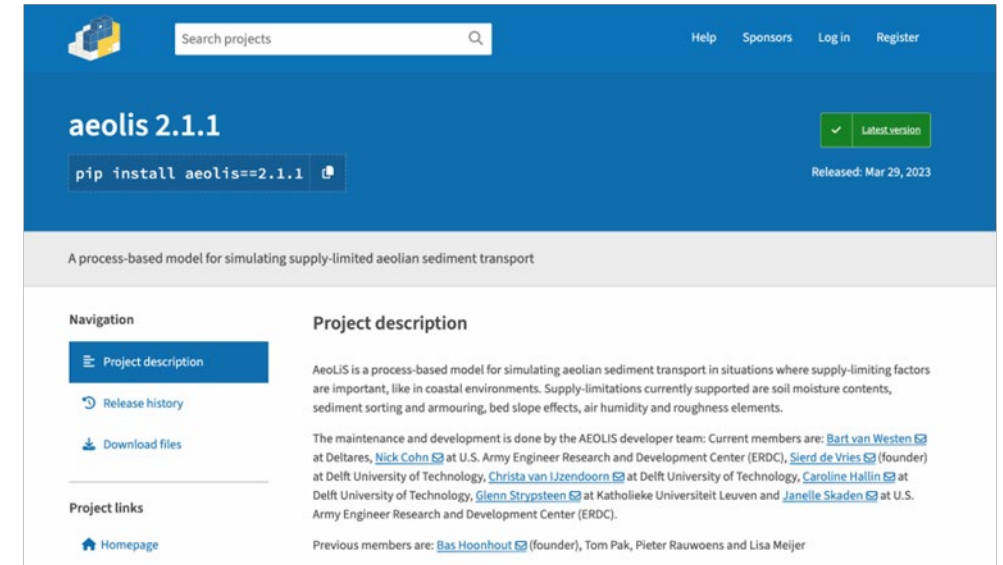 Search projects
Help
Sponsors
Log in
Register
aeolis 2.1.1
pip install aeolis==2.1.1
Latest version
Released: Mar 29, 2023
A process-based model for simulating supply-limited aeolian sediment transport
Navigation
Project description
Release history
Download files
Project links
Homepage
Project description
AeoLiS is a process-based model for simulating aeolian sediment transport in situations where supply-limiting factors
are important, like in coastal environments. Supply-limitations currently supported are soil moisture contents,
sediment sorting and armouring, bed slope effects, air humidity and roughness elements.
The maintenance and development is done by the AEOLIS developer team: Current members are: Bart van Westen
at Deltares, Nick Cohn at U.S. Army Engineer Research and Development Center (ERDC), Sierd de Vries (founder)
at Delft University of Technology, Christa van IJzendoorn at Delft University of Technology, Caroline Hallin at
Delft University of Technology, Glenn Strypsteen at Katholieke Universiteit Leuven and Janelle Skaden at U.S.
Army Engineer Research and Development Center (ERDC).
Previous members are: Bas Hoonhout (founder), Tom Pak, Pieter Rauwoens and Lisa Meijer